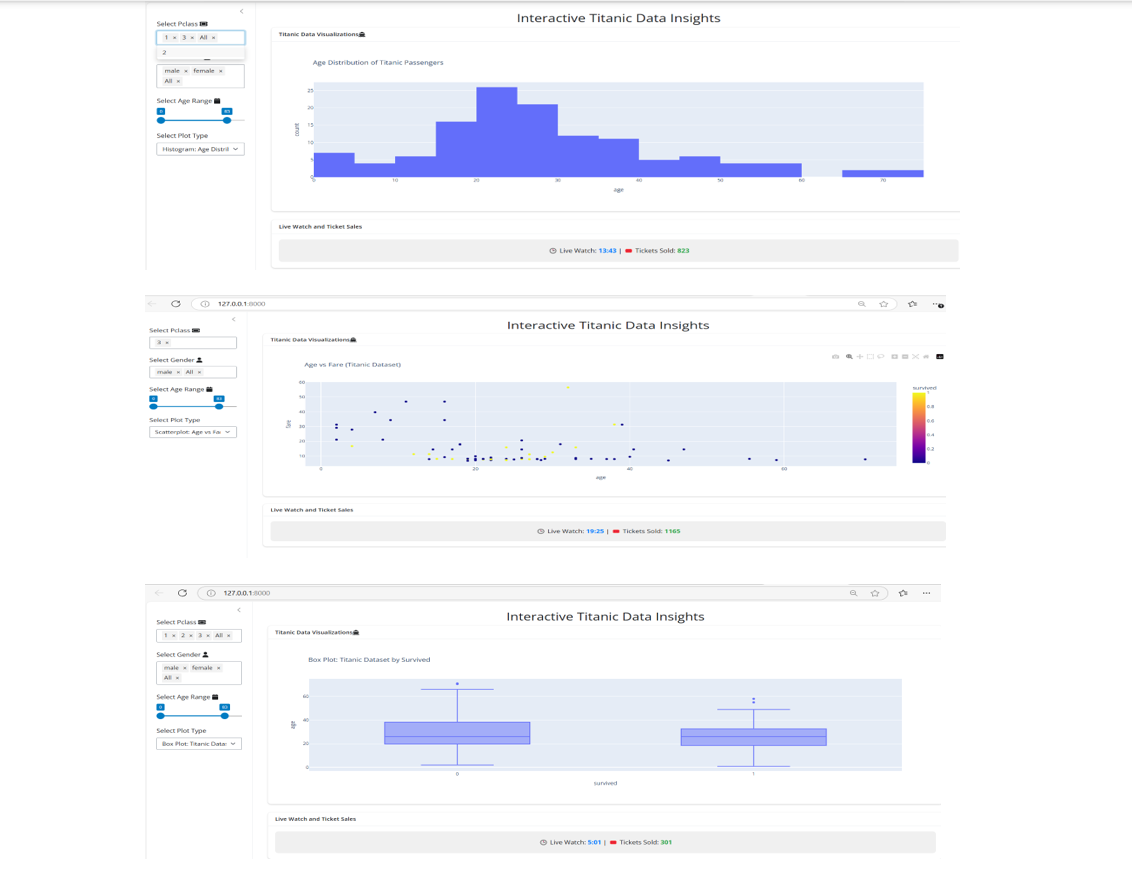 Interactive Titanic Data Insights
Select Pclass
1 × 3 × All ×
2
male × female ×
All ×
Select Age Range
0
Select Plot Type
Histogram: Age Distril
Titanic Data Visualizations
Age Distribution of Titanic Passengers
count
25
20
15
10
5
0
0 10 20 30 40 50 60 70
age
Live Watch and Ticket Sales
Live Watch: 13:43 | Tickets Sold: 823
127.0.0.1:8000
Interactive Titanic Data Insights
Select Pclass
3 ×
Select Gender
male × All ×
Select Age Range
0
Select Plot Type
Scatterplot: Age vs Fa
Titanic Data Visualizations
Age vs Fare (Titanic Dataset)
fare
60
50
40
30
20
10
0 20 40 60
age
survived
1
0.8
0.6
0.4
0.2
0
Live Watch and Ticket Sales
Live Watch: 19:25 | Tickets Sold: 1165
127.0.0.1:8000
Interactive Titanic Data Insights
Select Pclass
1 × 2 × 3 × All ×
Select Gender
male × female ×
All ×
Select Age Range
0
Select Plot Type
Box Plot: Titanic Data:
Titanic Data Visualizations
Box Plot: Titanic Dataset by Survived
age
60
40
20
0
0 1
survived
Live Watch and Ticket Sales
Live Watch: 5:01 | Tickets Sold: 301